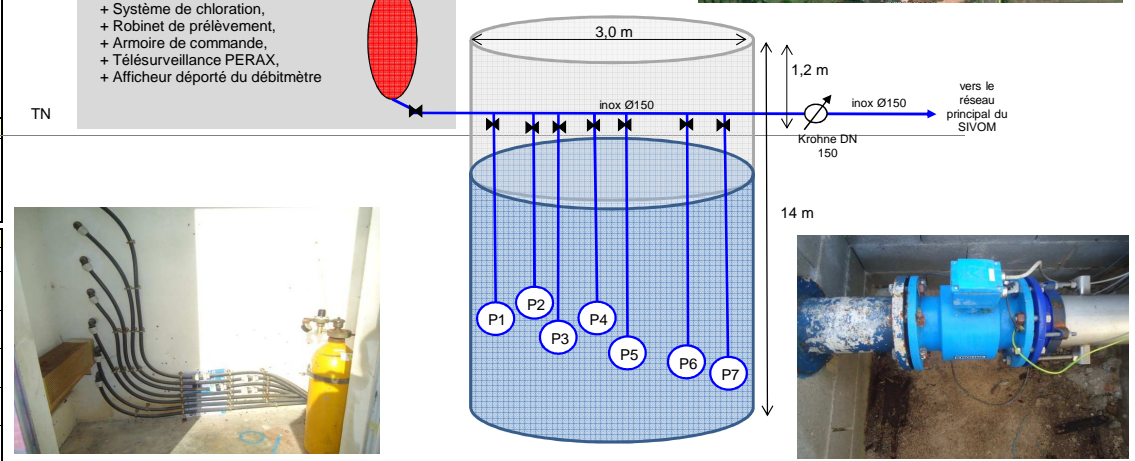 + Système de chloration,
+ Robinet de prélèvement,
+ Armoire de commande,
+ Télésurveillance PERAX,
+ Afficheur déporté du débitmètre
TN
3,0 m
1,2 m
inox Ø150
inox Ø150
vers le
réseau
principal du
SIVOM
Krohne DN
150
14 m
P1
P2
P3
P4
P5
P6
P7